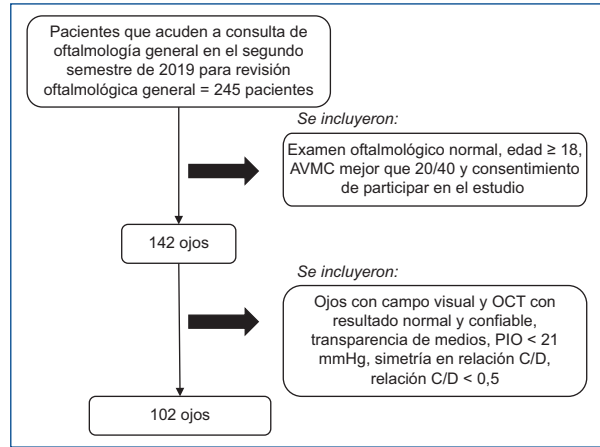 Pacientes que acuden a consulta de
oftalmología general en el segundo
semestre de 2019 para revisión
oftalmológica general = 245 pacientes
Se incluyeron:
Examen oftalmológico normal, edad ≥ 18,
AVMC mejor que 20/40 y consentimiento
de participar en el estudio
142 ojos
Se incluyeron:
Ojos con campo visual y OCT con
resultado normal y confiable,
transparencia de medios, PIO < 21
mmHg, simetría en relación C/D,
relación C/D < 0,5
102 ojos